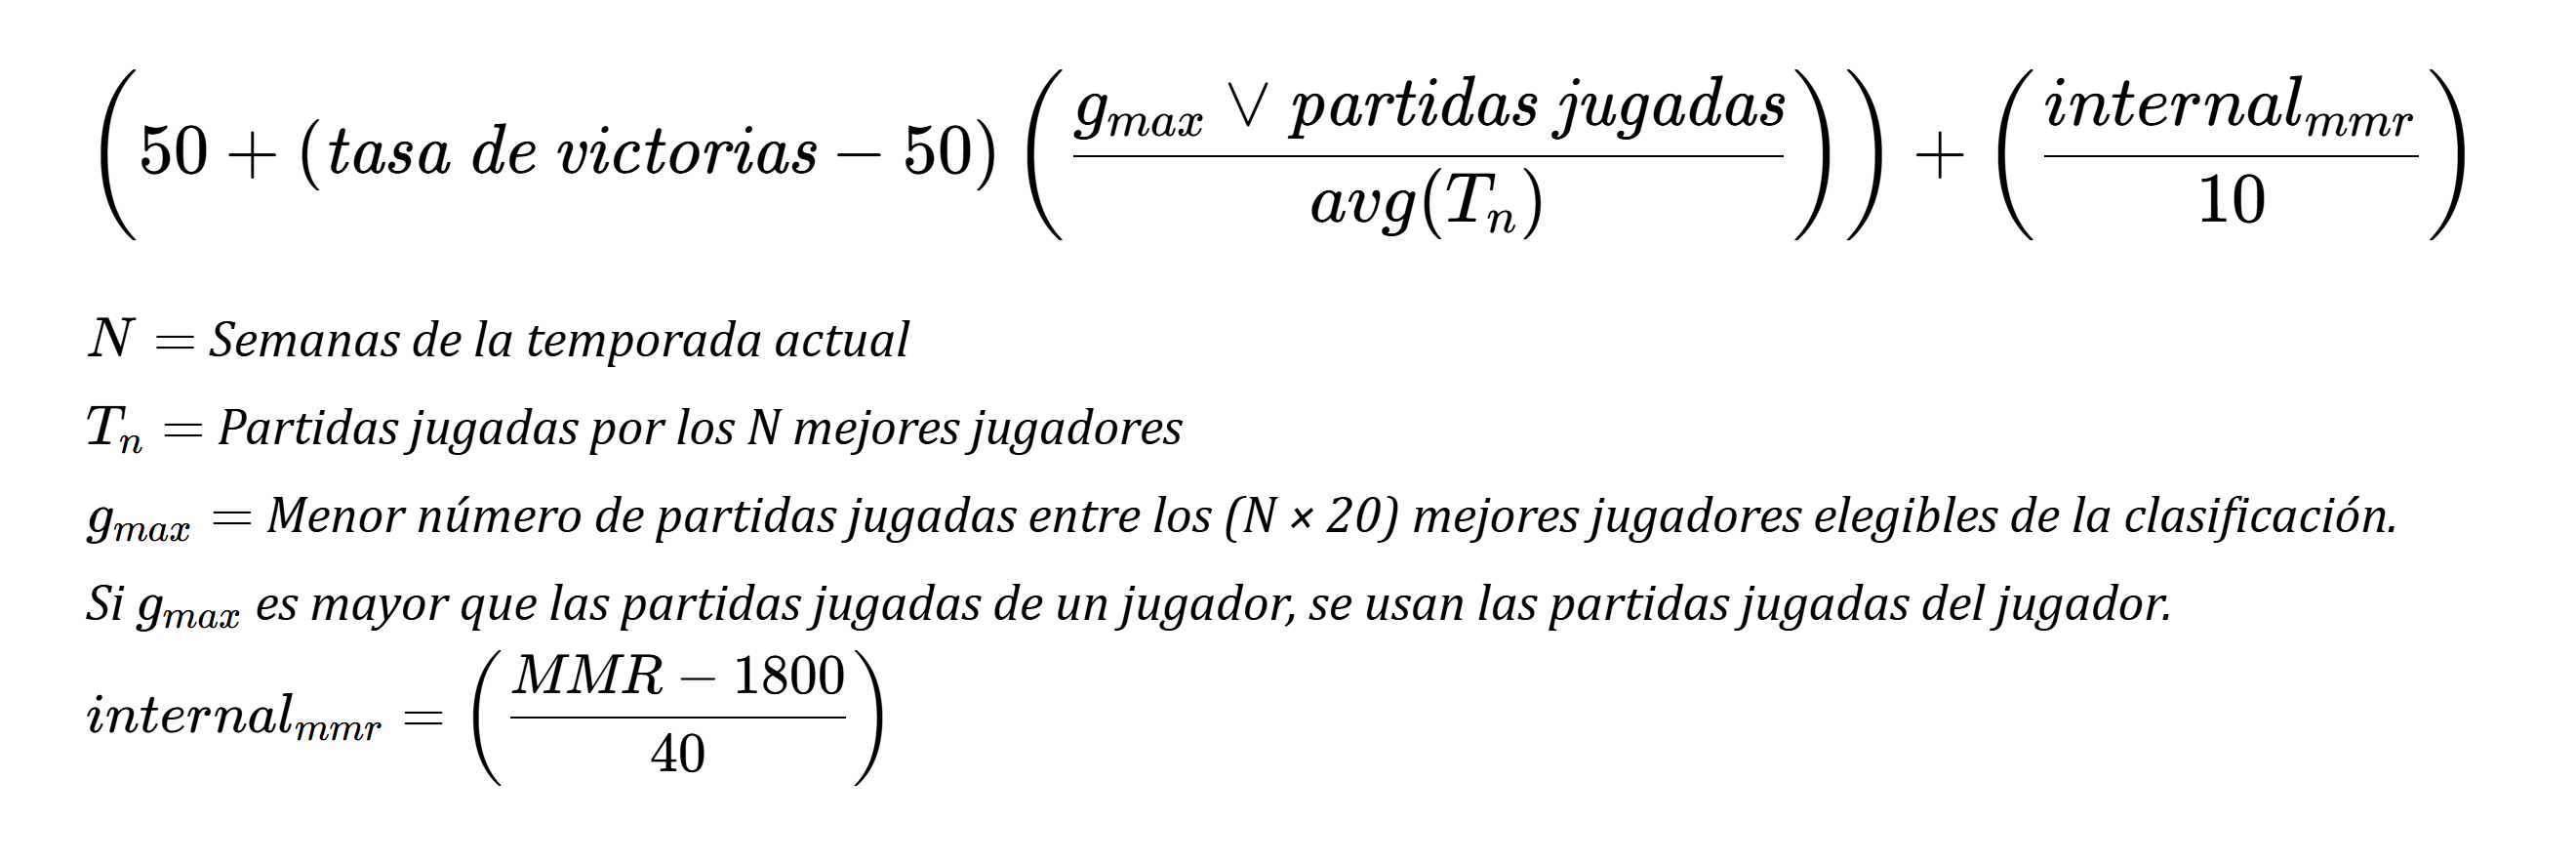 (50 + (tasa de victorias − 50) (g_max ∨ partidas jugadas / avg(T_n))) + (internal_mmr / 10)
N = Semanas de la temporada actual
T_n = Partidas jugadas por los N mejores jugadores
g_max = Menor número de partidas jugadas entre los (N × 20) mejores jugadores elegibles de la clasificación.
Si g_max es mayor que las partidas jugadas de un jugador, se usan las partidas jugadas del jugador.
internal_mmr = (MMR − 1800 / 40)